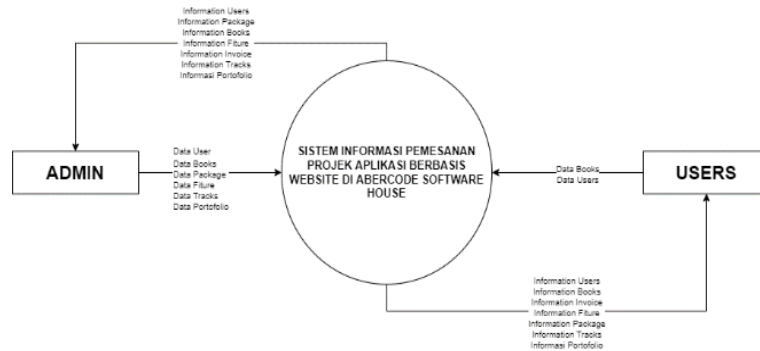 Information Users
Information Package
Information Books
Information Fiture
Information Invoice
Information Tracks
Informasi Portofolio
ADMIN
Data User
Data Books
Data Package
Data Fiture
Data Tracks
Data Portofolio
SISTEM INFORMASI PEMESANAN
PROJEK APLIKASI BERBASIS
WEBSITE DI ABERCODE SOFTWARE
HOUSE
Data Books
Data Users
USERS
Information Users
Information Books
Information Invoice
Information Fiture
Information Package
Information Tracks
Informasi Portofolio